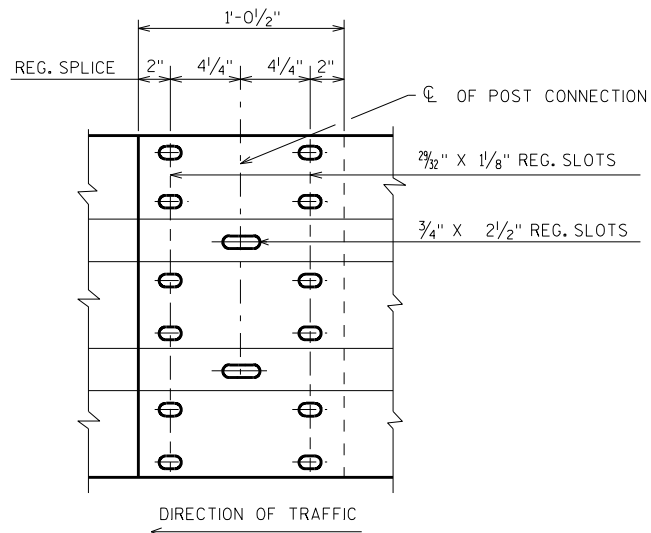 1'-0½"
REG. SPLICE 2" 4¼" 4¼" 2"
℄ OF POST CONNECTION
29/32" X 1⅛" REG. SLOTS
¾" X 2½" REG. SLOTS
DIRECTION OF TRAFFIC